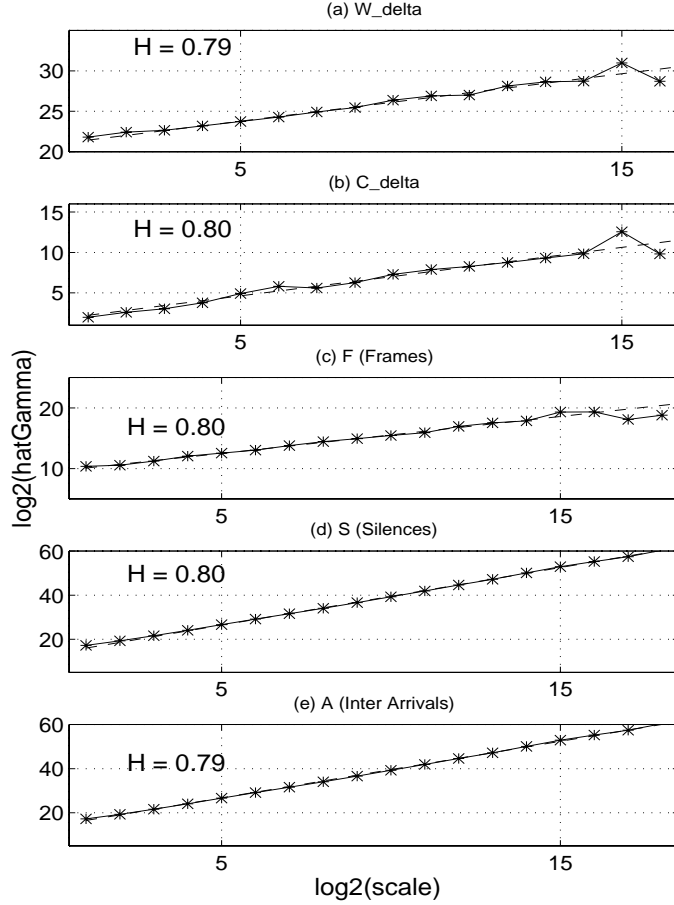 (a) W_delta
H = 0.79
30
25
20
5
15
(b) C_delta
H = 0.80
15
10
5
5
15
log2(hatGamma)
(c) F (Frames)
H = 0.80
20
10
5
15
(d) S (Silences)
H = 0.80
60
40
20
5
15
(e) A (Inter Arrivals)
H = 0.79
60
40
20
5
15
log2(scale)